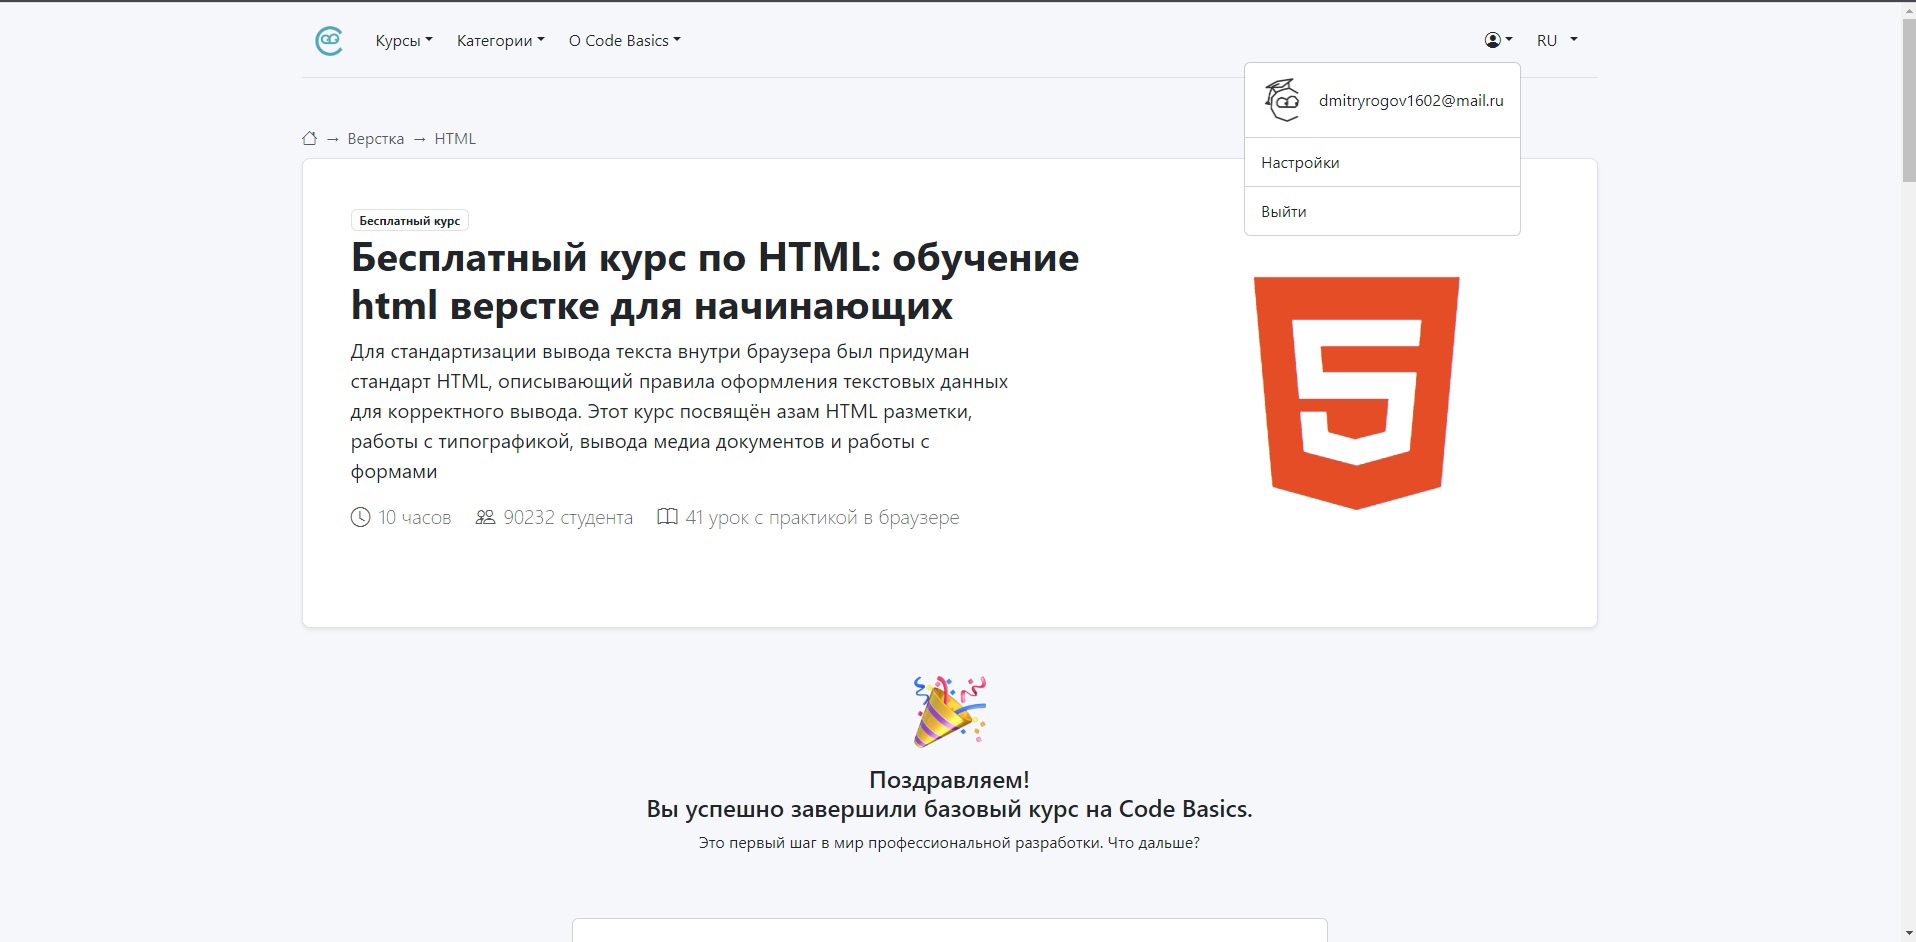 Курсы Категории О Code Basics RU
dmitryrogov1602@mail.ru
Настройки
Выйти
→ Верстка → HTML
Бесплатный курс
Бесплатный курс по HTML: обучение
html верстке для начинающих
Для стандартизации вывода текста внутри браузера был придуман
стандарт HTML, описывающий правила оформления текстовых данных
для корректного вывода. Этот курс посвящён азам HTML разметки,
работы с типографикой, вывода медиа документов и работы с
формами
10 часов 90232 студента 41 урок с практикой в браузере
Поздравляем!
Вы успешно завершили базовый курс на Code Basics.
Это первый шаг в мир профессиональной разработки. Что дальше?